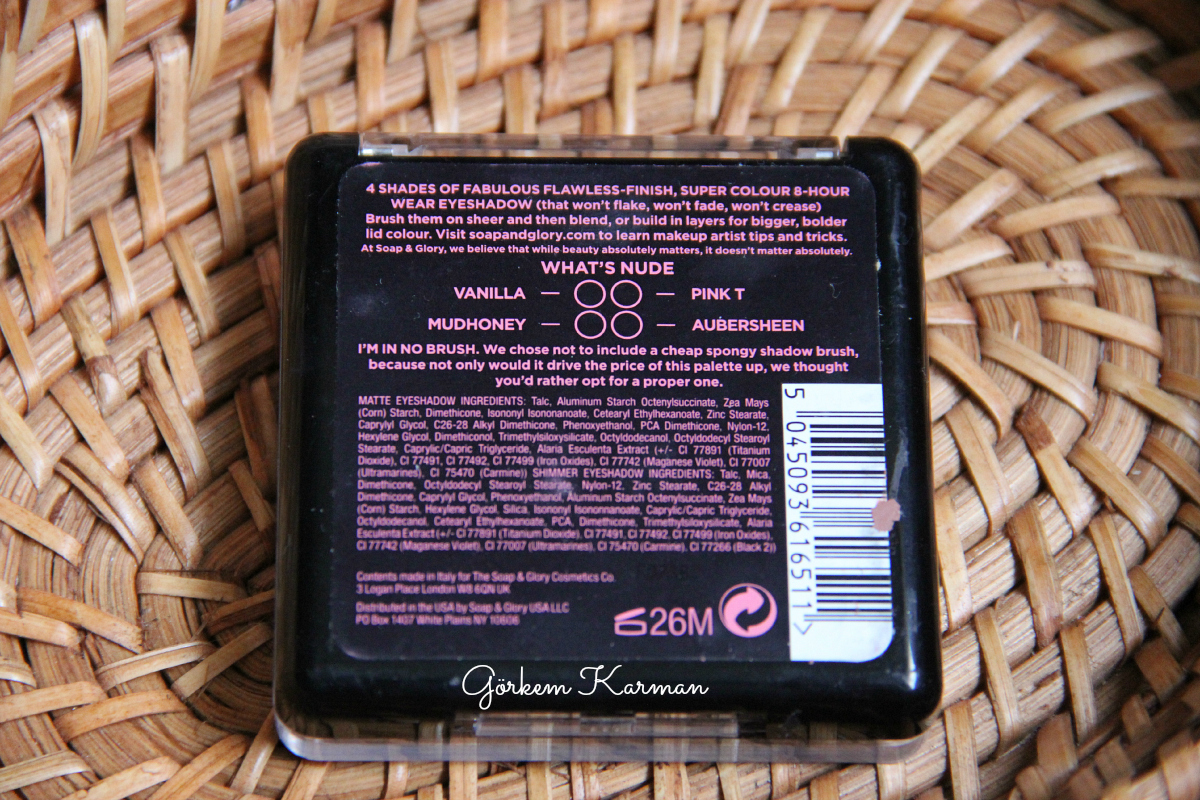 4 SHADES OF FABULOUS FLAWLESS-FINISH, SUPER COLOUR 8-HOUR
WEAR EYESHADOW (that won't flake, won't fade, won't crease)
Brush them on sheer and then blend, or build in layers for bigger, bolder
lid colour. Visit soapandglory.com to learn makeup artist tips and tricks.
At Soap & Glory, we believe that while beauty absolutely matters, it doesn't matter absolutely.
WHAT'S NUDE
VANILLA — — PINK T
MUDHONEY — — AUBERSHEEN
I'M IN NO BRUSH. We chose not to include a cheap spongy shadow brush,
because not only would it drive the price of this palette up, we thought
you'd rather opt for a proper one.
MATTE EYESHADOW INGREDIENTS: Talc, Aluminum Starch Octenylsuccinate, Zea Mays
(Corn) Starch, Dimethicone, Isononyl Isononanoate, Cetearyl Ethylhexanoate, Zinc Stearate,
Caprylyl Glycol, C26-28 Alkyl Dimethicone, Phenoxyethanol, PCA Dimethicone, Nylon-12,
Hexylene Glycol, Dimethiconol, Trimethylsiloxysilicate, Octyldodecanol, Octyldodecyl Stearoyl
Stearate, Caprylic/Capric Triglyceride, Alaria Esculenta Extract (+/- CI 77891 (Titanium
Dioxide), CI 77491, CI 77492, CI 77499 (Iron Oxides), CI 77742 (Maganese Violet), CI 77007
(Ultramarines), CI 75470 (Carmine)) SHIMMER EYESHADOW INGREDIENTS: Talc, Mica,
Dimethicone, Octyldodecyl Stearoyl Stearate, Nylon-12, Zinc Stearate, C26-28 Alkyl
Dimethicone, Caprylyl Glycol, Phenoxyethanol, Aluminum Starch Octenylsuccinate, Zea Mays
(Corn) Starch, Hexylene Glycol, Silica, Isononyl Isononnanoate, Caprylic/Capric Triglyceride,
Octyldodecanol, Cetearyl Ethylhexanoate, PCA, Dimethicone, Trimethylsiloxysilicate, Alaria
Esculenta Extract (+/- CI 77891 (Titanium Dioxide), CI 77491, CI 77492, CI 77499 (Iron Oxides),
CI 77742 (Maganese Violet), CI 77007 (Ultramarines), CI 75470 (Carmine), CI 77266 (Black 2))
Contents made in Italy for The Soap & Glory Cosmetics Co.
3 Logan Place London W8 6QN UK
Distributed in the USA by Soap & Glory USA LLC
PO Box 1407 White Plains NY 10606
26M
5 045093 616511 >
Görkem Karman